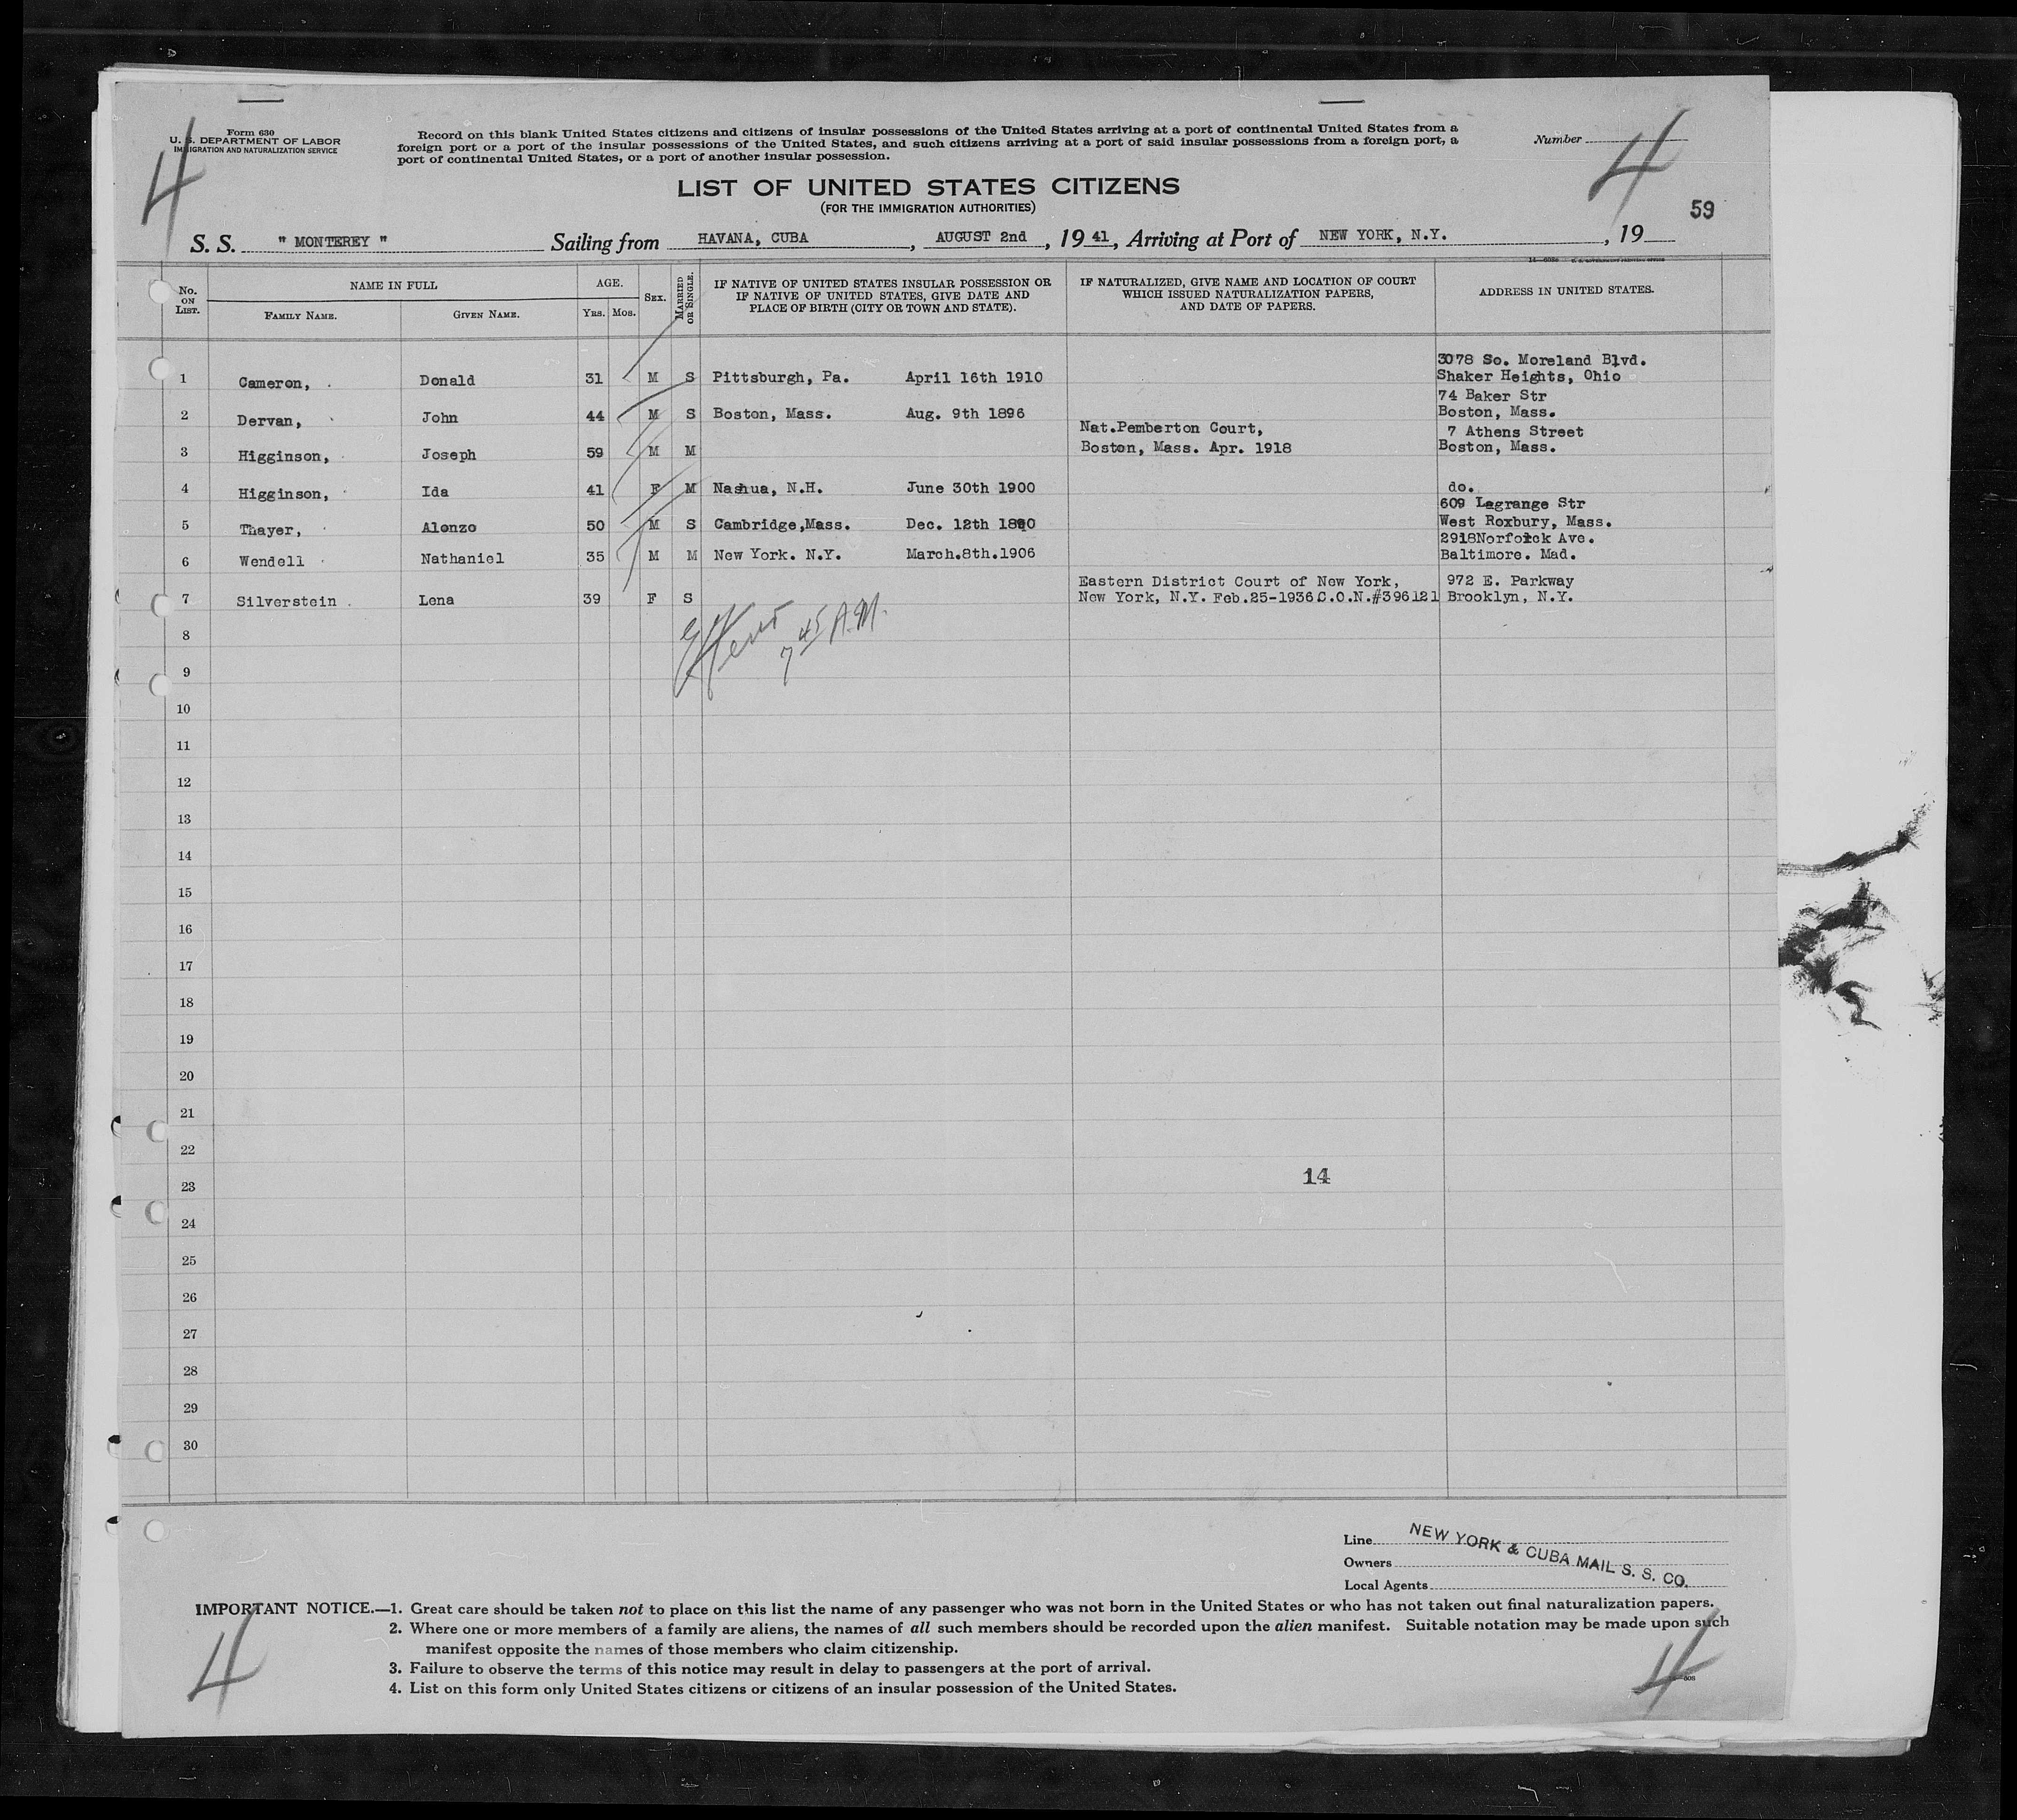 Form 630
U. S. DEPARTMENT OF LABOR
IMMIGRATION AND NATURALIZATION SERVICE
Record on this blank United States citizens and citizens of insular possessions of the United States arriving at a port of continental United States from a
foreign port or a port of the insular possessions of the United States, and such citizens arriving at a port of said insular possessions from a foreign port, a
port of continental United States, or a port of another insular possession.
Number
4
4
LIST OF UNITED STATES CITIZENS
(FOR THE IMMIGRATION AUTHORITIES)
59
S. S. " MONTEREY " Sailing from HAVANA, CUBA, AUGUST 2nd, 19 41, Arriving at Port of NEW YORK, N.Y., 19
No. ON LIST.
NAME IN FULL
FAMILY NAME.
GIVEN NAME.
AGE.
YRS.
MOS.
SEX.
MARRIED OR SINGLE.
IF NATIVE OF UNITED STATES INSULAR POSSESSION OR
IF NATIVE OF UNITED STATES, GIVE DATE AND
PLACE OF BIRTH (CITY OR TOWN AND STATE).
IF NATURALIZED, GIVE NAME AND LOCATION OF COURT
WHICH ISSUED NATURALIZATION PAPERS,
AND DATE OF PAPERS.
ADDRESS IN UNITED STATES.
3078 So. Moreland Blvd.
1 Cameron, Donald 31 M S Pittsburgh, Pa. April 16th 1910 Shaker Heights, Ohio
74 Baker Str
2 Dervan, John 44 M S Boston, Mass. Aug. 9th 1896 Boston, Mass.
Nat.Pemberton Court, 7 Athens Street
3 Higginson, Joseph 59 M M Boston, Mass. Apr. 1918 Boston, Mass.
4 Higginson, Ida 41 F M Nashua, N.H. June 30th 1900 do.
609 Lagrange Str
5 Thayer, Alonzo 50 M S Cambridge,Mass. Dec. 12th 1890 West Roxbury, Mass.
2918Norfolck Ave.
6 Wendell Nathaniel 35 M M New York. N.Y. March.8th.1906 Baltimore. Mad.
Eastern District Court of New York, 972 E. Parkway
7 Silverstein Lena 39 F S New York, N.Y. Feb.25-1936 C.O.N.#396121 Brooklyn, N.Y.
7 45 A.M.
8
9
10
11
12
13
14
15
16
17
18
19
20
21
22
14
23
24
25
26
27
28
29
30
Line NEW YORK & CUBA MAIL S. S. CO.
Owners
Local Agents
IMPORTANT NOTICE.—1. Great care should be taken not to place on this list the name of any passenger who was not born in the United States or who has not taken out final naturalization papers.
2. Where one or more members of a family are aliens, the names of all such members should be recorded upon the alien manifest. Suitable notation may be made upon such
manifest opposite the names of those members who claim citizenship.
3. Failure to observe the terms of this notice may result in delay to passengers at the port of arrival.
4. List on this form only United States citizens or citizens of an insular possession of the United States.
4
4